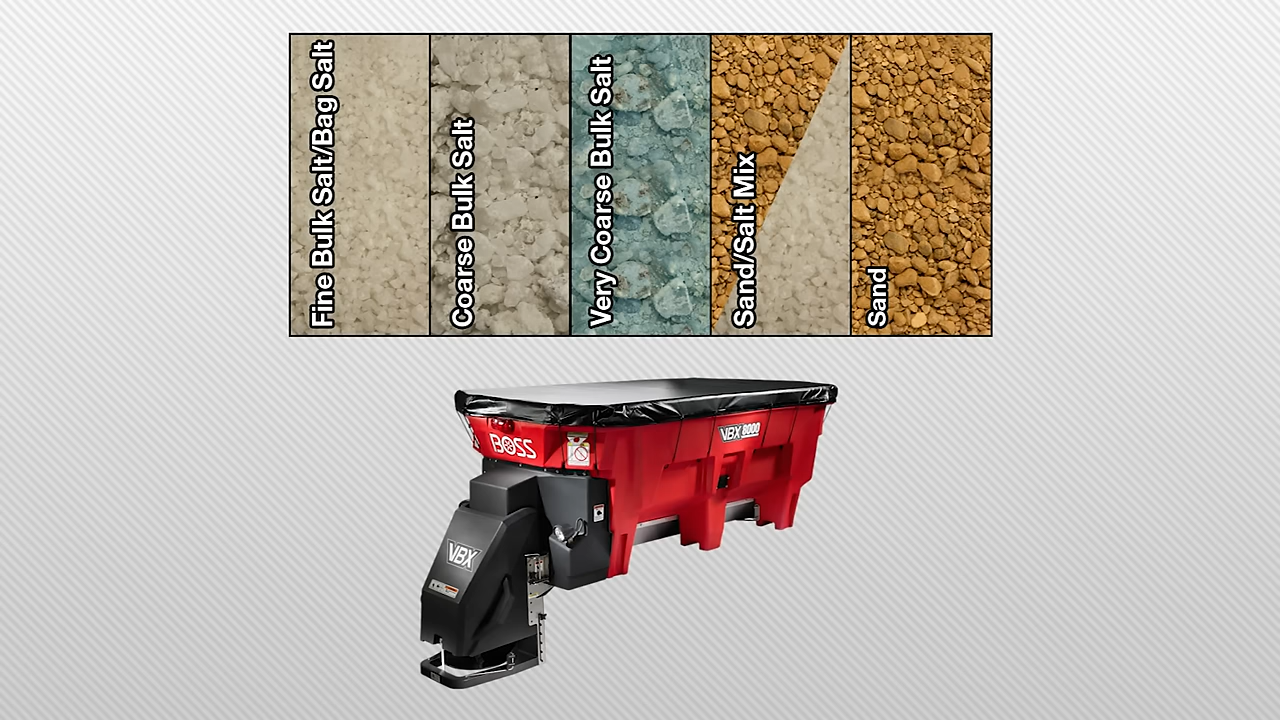 Fine Bulk Salt/Bag Salt
Coarse Bulk Salt
Very Coarse Bulk Salt
Sand/Salt Mix
Sand
BOSS
VBX 8000
VBX